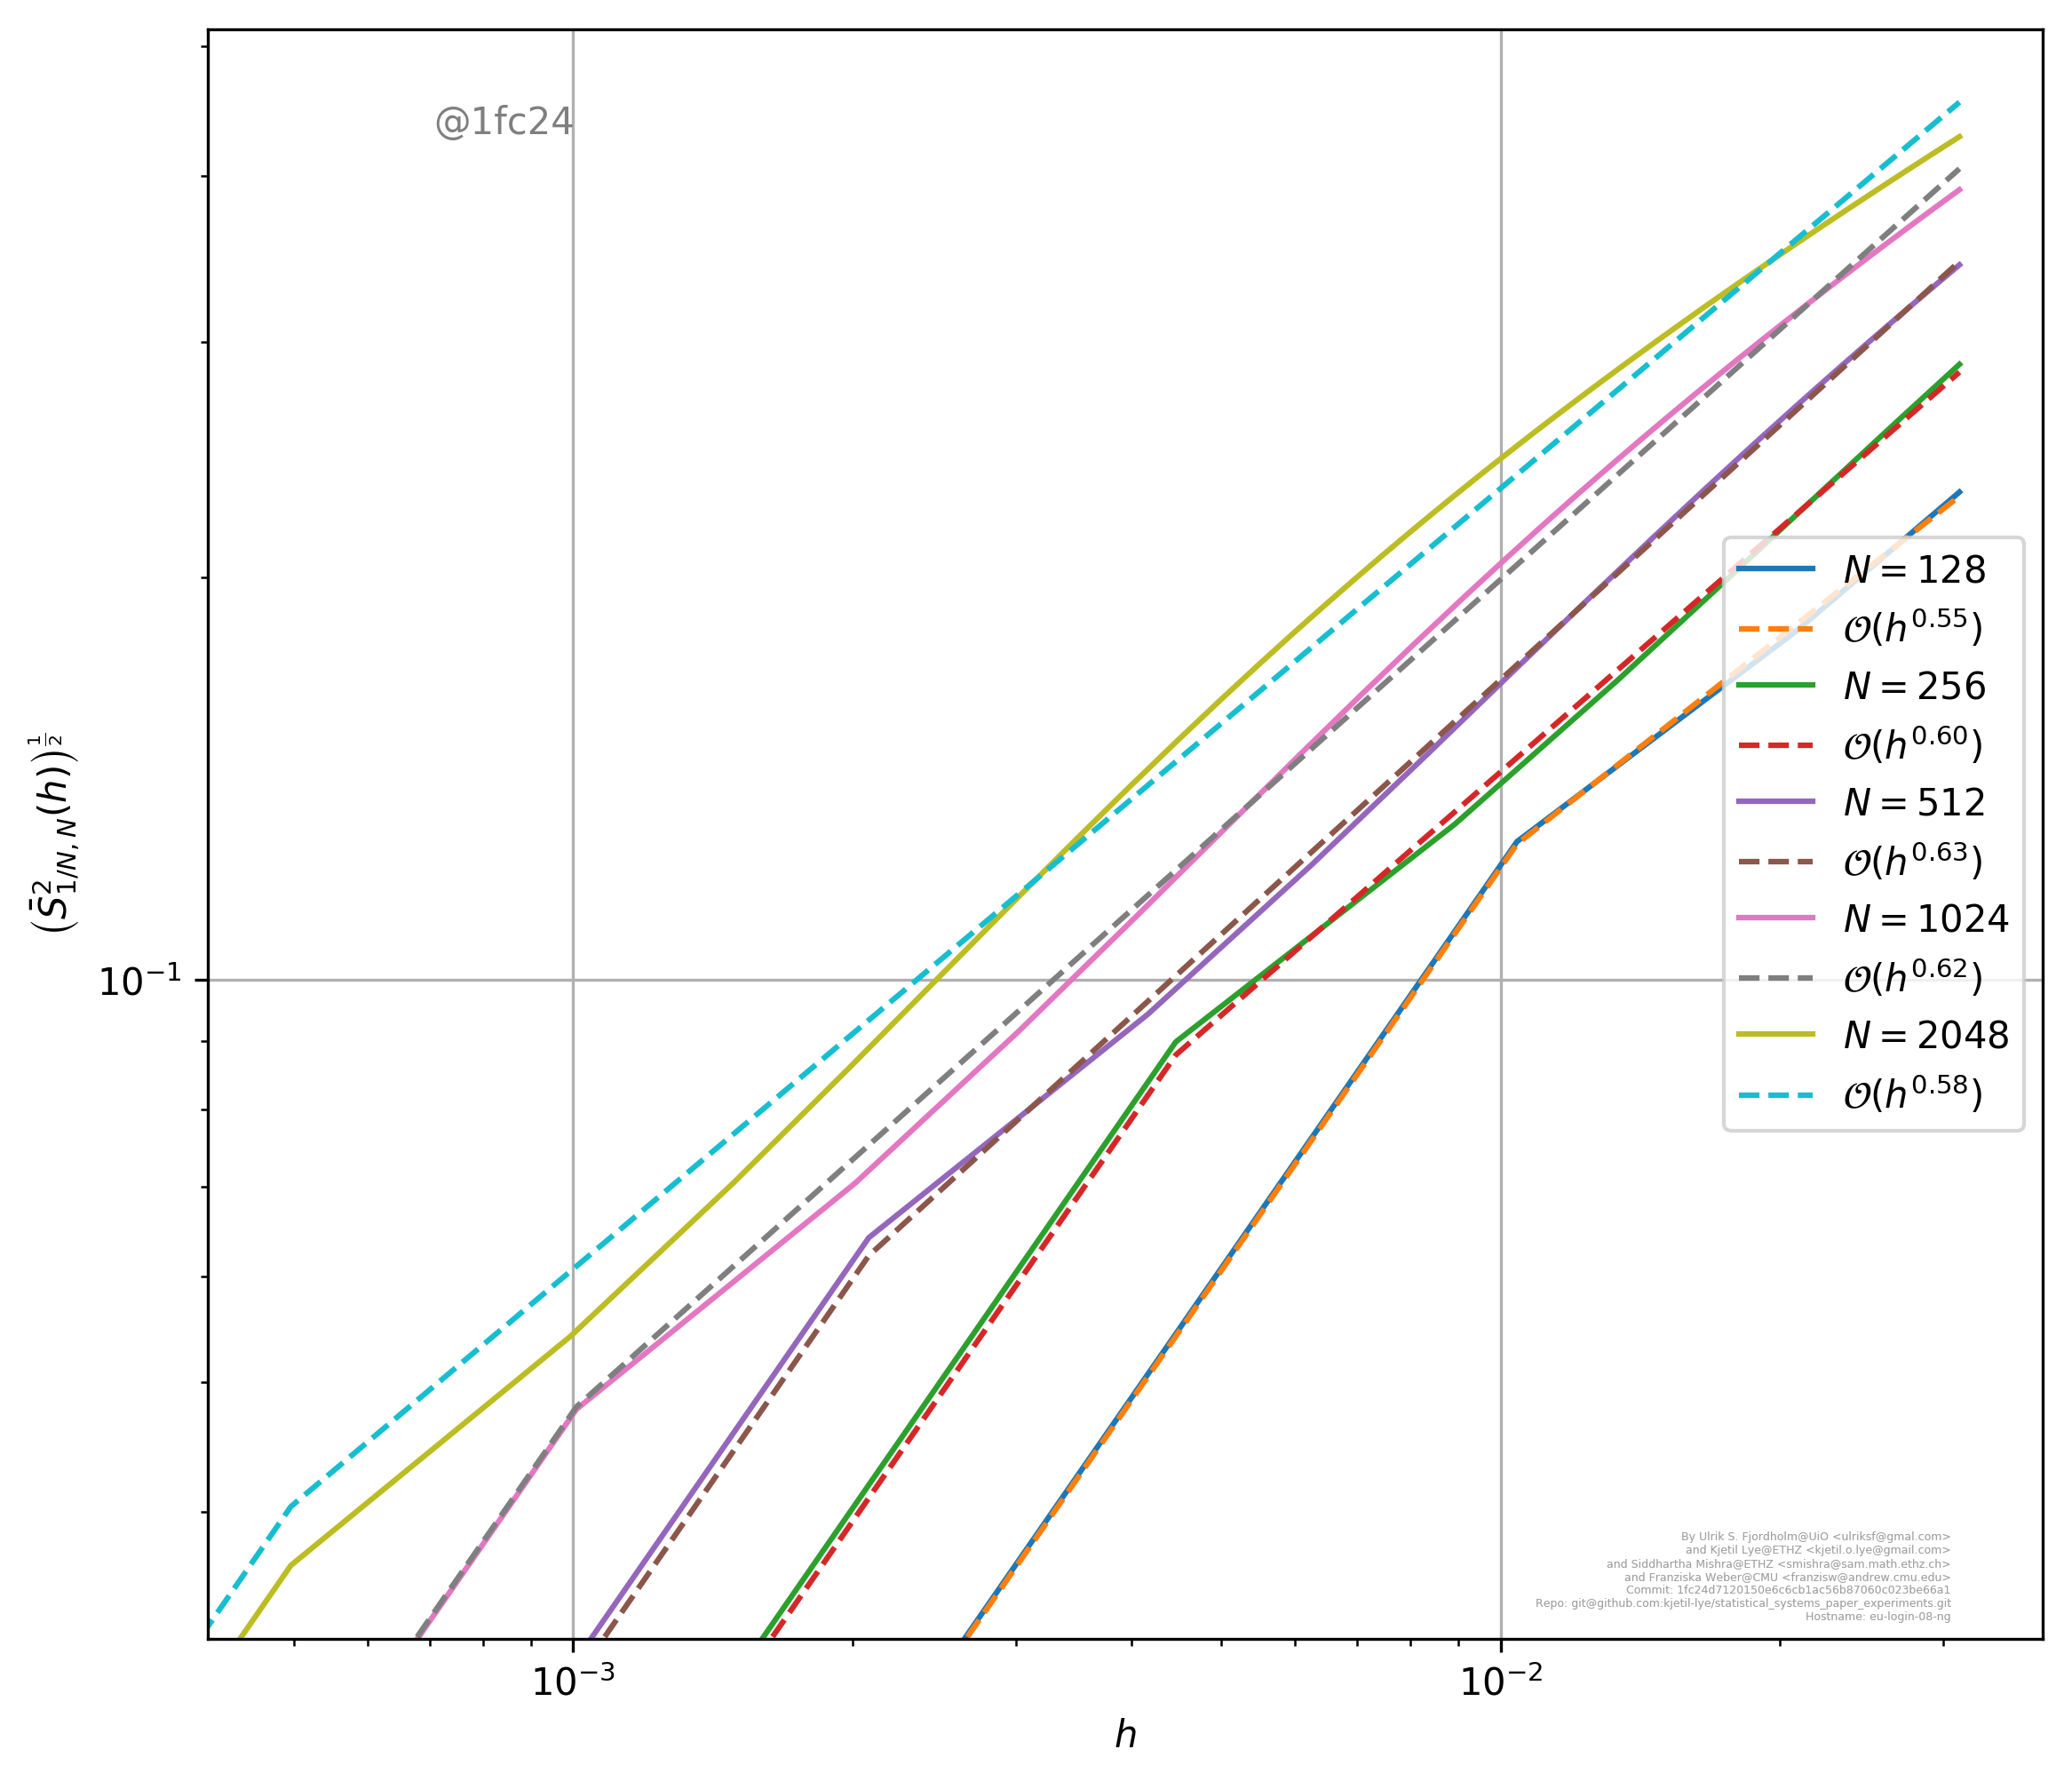 @1fc24
(S̄²₁/N, N(h))^½
10⁻¹
N = 128
𝒪(h^0.55)
N = 256
𝒪(h^0.60)
N = 512
𝒪(h^0.63)
N = 1024
𝒪(h^0.62)
N = 2048
𝒪(h^0.58)
By Ulrik S. Fjordholm@UiO <ulriksf@gmal.com>
and Kjetil Lye@ETHZ <kjetil.o.lye@gmail.com>
and Siddhartha Mishra@ETHZ <smishra@sam.math.ethz.ch>
and Franziska Weber@CMU <franzisw@andrew.cmu.edu>
Commit: 1fc24d7120150e6c6cb1ac56b87060c023be66a1
Repo: git@github.com:kjetil-lye/statistical_systems_paper_experiments.git
Hostname: eu-login-08-ng
10⁻³ 10⁻²
h